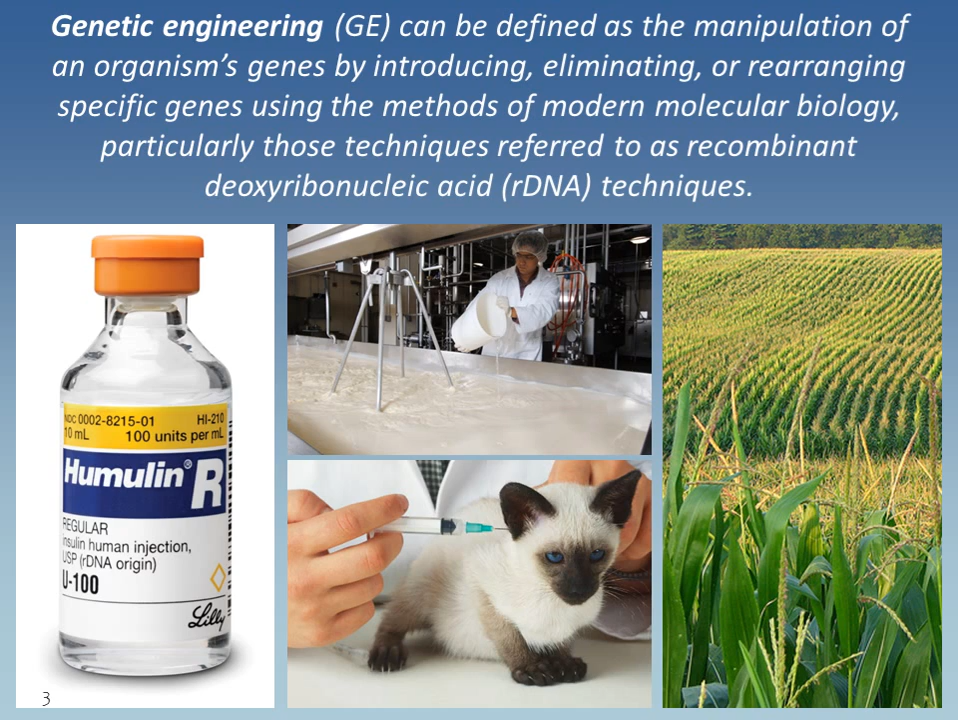 Genetic engineering (GE) can be defined as the manipulation of
an organism’s genes by introducing, eliminating, or rearranging
specific genes using the methods of modern molecular biology,
particularly those techniques referred to as recombinant
deoxyribonucleic acid (rDNA) techniques.
NDC 0002-8215-01 HI-210
10 mL 100 units per mL
Humulin® R
REGULAR
insulin human injection,
USP (rDNA origin)
U-100
Lilly
3